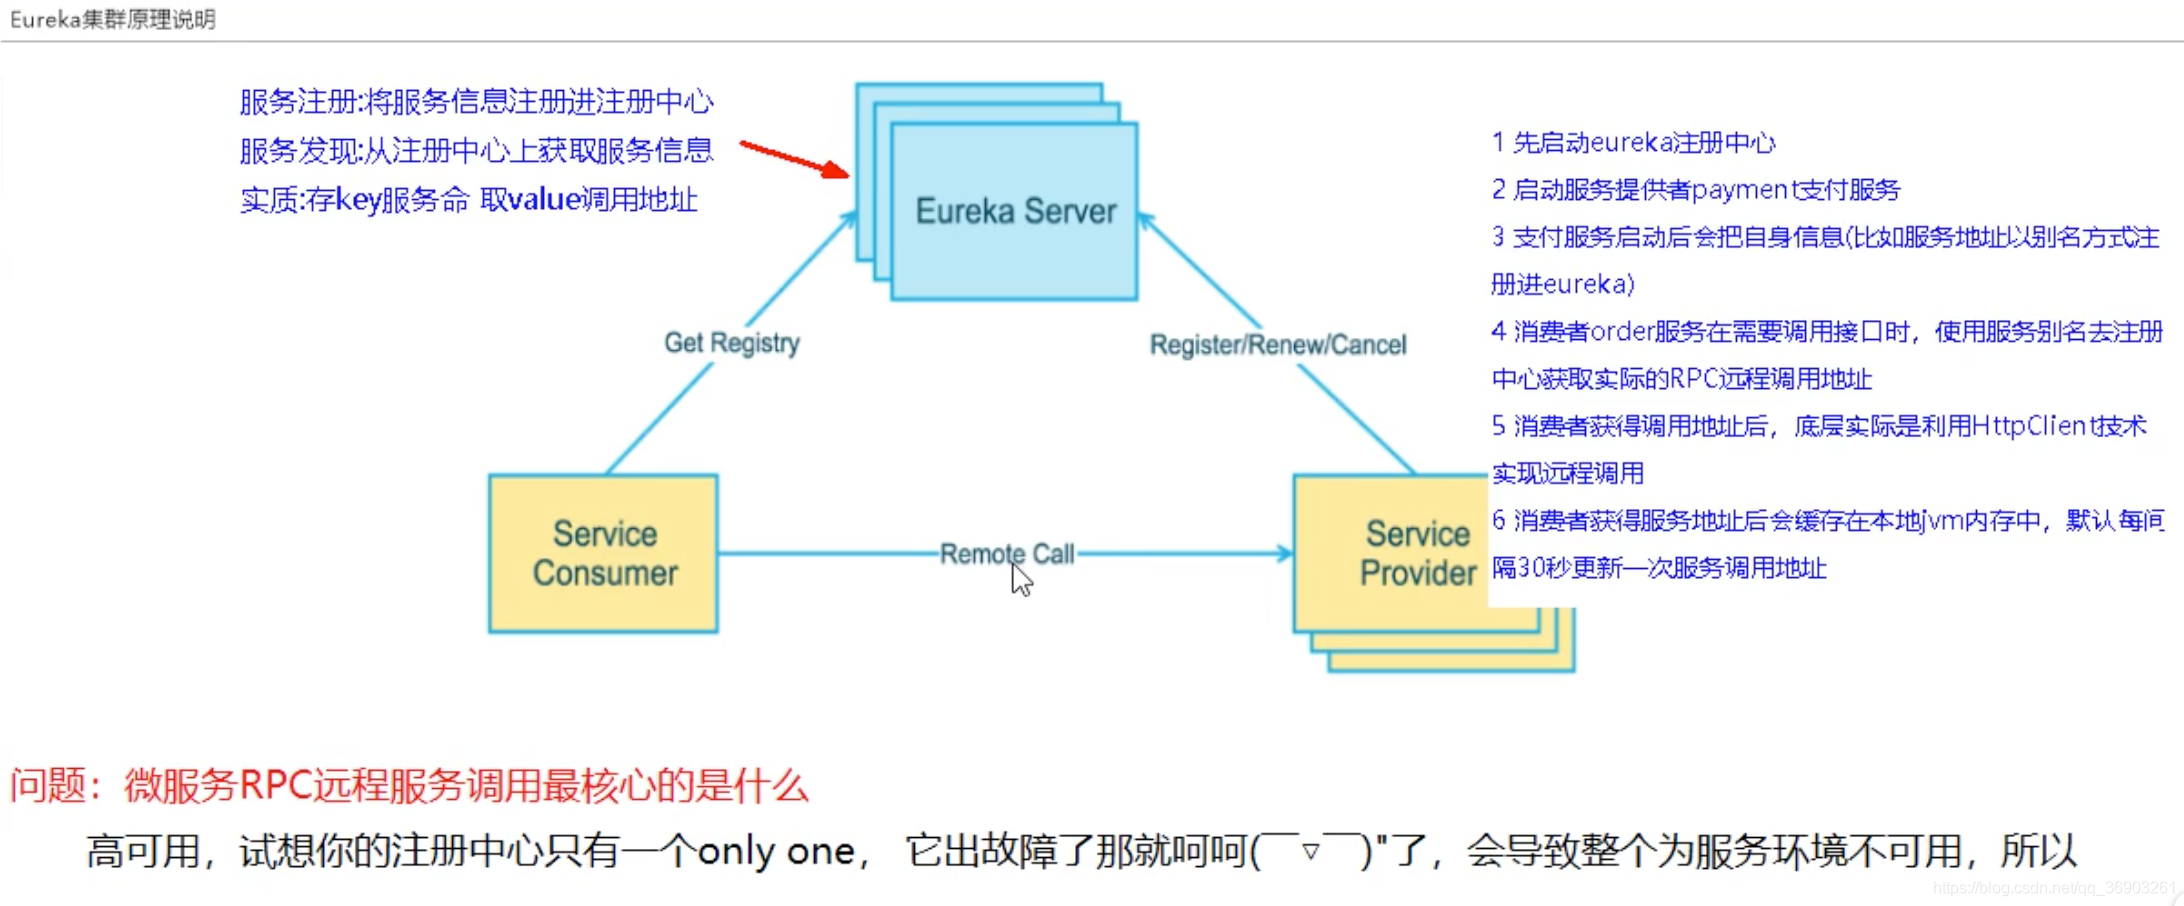 Eureka集群原理说明
服务注册:将服务信息注册进注册中心
服务发现:从注册中心上获取服务信息
实质:存key服务命 取value调用地址
Eureka Server
Get Registry
Register/Renew/Cancel
Service
Consumer
Remote Call
Service
Provider
1 先启动eureka注册中心
2 启动服务提供者payment支付服务
3 支付服务启动后会把自身信息(比如服务地址以别名方式注
册进eureka)
4 消费者order服务在需要调用接口时，使用服务别名去注册
中心获取实际的RPC远程调用地址
5 消费者获得调用地址后，底层实际是利用HttpClient技术
实现远程调用
6 消费者获得服务地址后会缓存在本地jvm内存中，默认每间
隔30秒更新一次服务调用地址
问题：微服务RPC远程服务调用最核心的是什么
高可用，试想你的注册中心只有一个only one， 它出故障了那就呵呵(￣▽￣)"了，会导致整个为服务环境不可用，所以
https://blog.csdn.net/qq_36903261